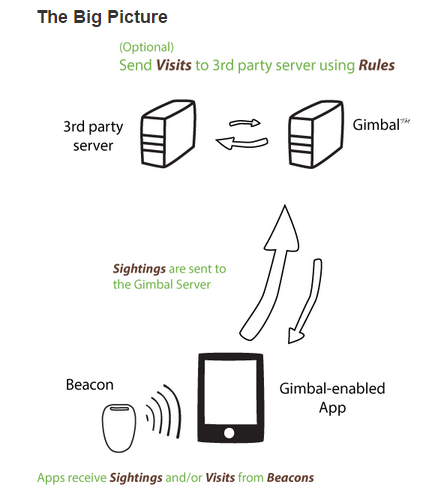 The Big Picture
(Optional)
Send Visits to 3rd party server using Rules
3rd party
server
Gimbal™
Sightings are sent to
the Gimbal Server
Beacon
Gimbal-enabled
App
Apps receive Sightings and/or Visits from Beacons